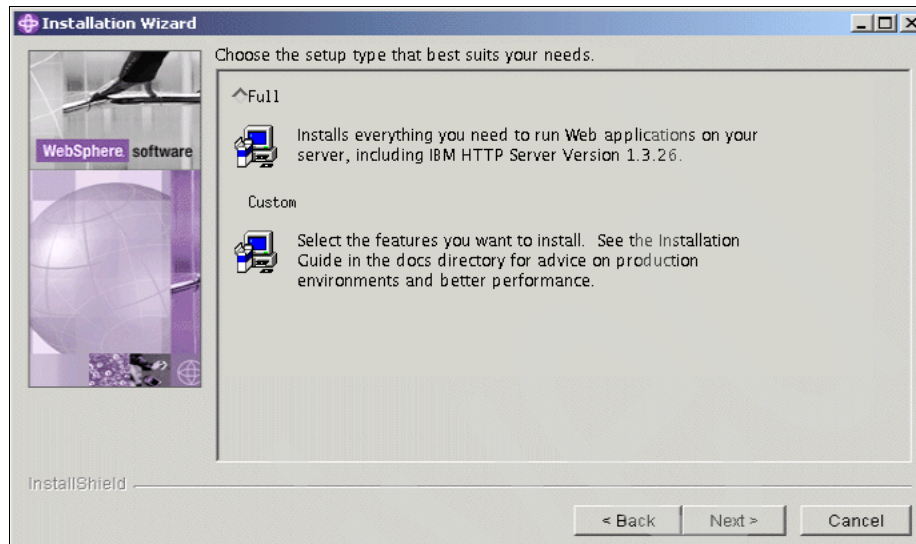 Installation Wizard
Choose the setup type that best suits your needs.
Full
Installs everything you need to run Web applications on your
server, including IBM HTTP Server Version 1.3.26.
WebSphere software
Custom
Select the features you want to install. See the Installation
Guide in the docs directory for advice on production
environments and better performance.
InstallShield
< Back
Next >
Cancel